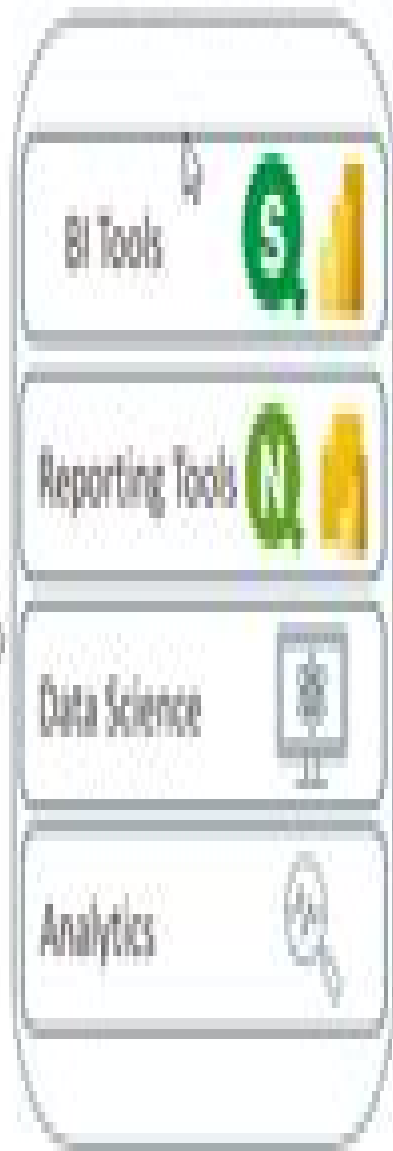 BI Tools
S
Reporting Tools
N
Data Science
Analytics